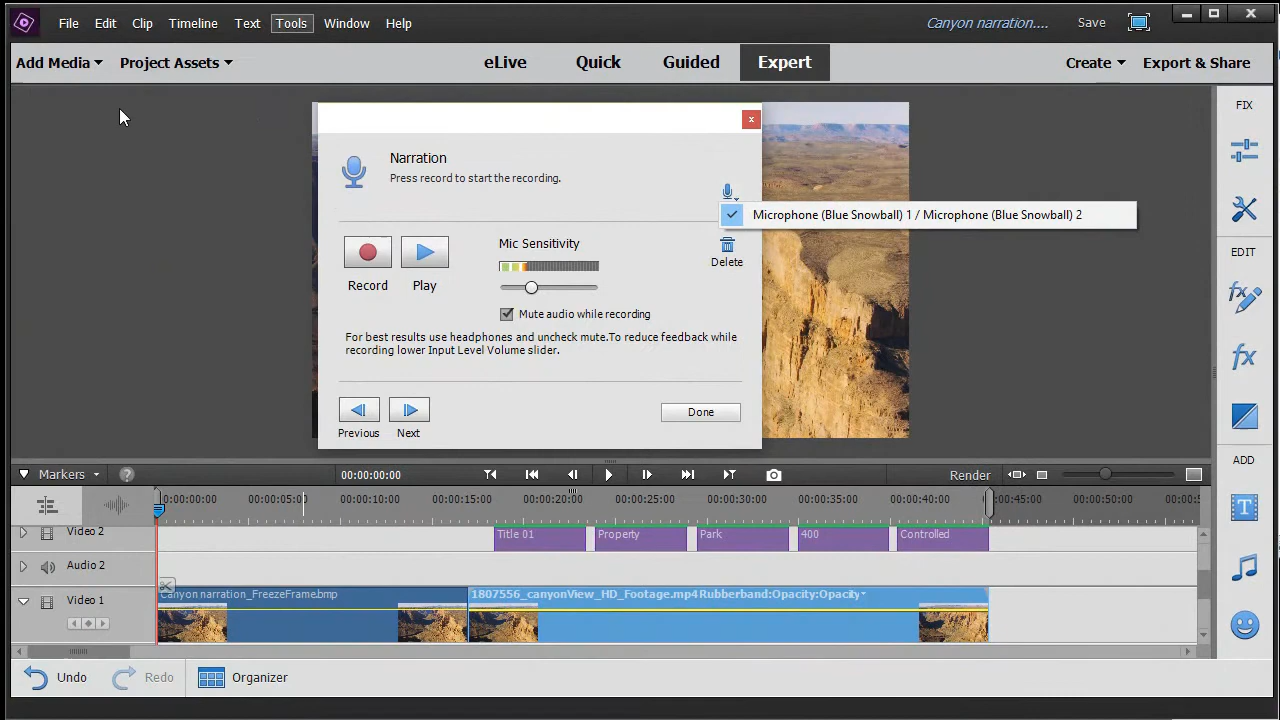 File Edit Clip Timeline Text Tools Window Help Canyon narration.... Save
Add Media Project Assets eLive Quick Guided Expert Create Export & Share
FIX
Narration
Press record to start the recording.
Microphone (Blue Snowball) 1 / Microphone (Blue Snowball) 2
Mic Sensitivity
Delete
EDIT
Record Play
Mute audio while recording
For best results use headphones and uncheck mute.To reduce feedback while
recording lower Input Level Volume slider.
Done
Previous Next
ADD
Markers ? 00:00:00:00 Render
00:00:00:00 00:00:05:00 00:00:10:00 00:00:15:00 00:00:20:00 00:00:25:00 00:00:30:00 00:00:35:00 00:00:40:00 00:00:45:00 00:00:50:00
Video 2 Title 01 Property Park 400 Controlled
Audio 2
Video 1 Canyon narration_FreezeFrame.bmp 1807556_canyonView_HD_Footage.mp4 Rubberband:Opacity:Opacity
Undo Redo Organizer